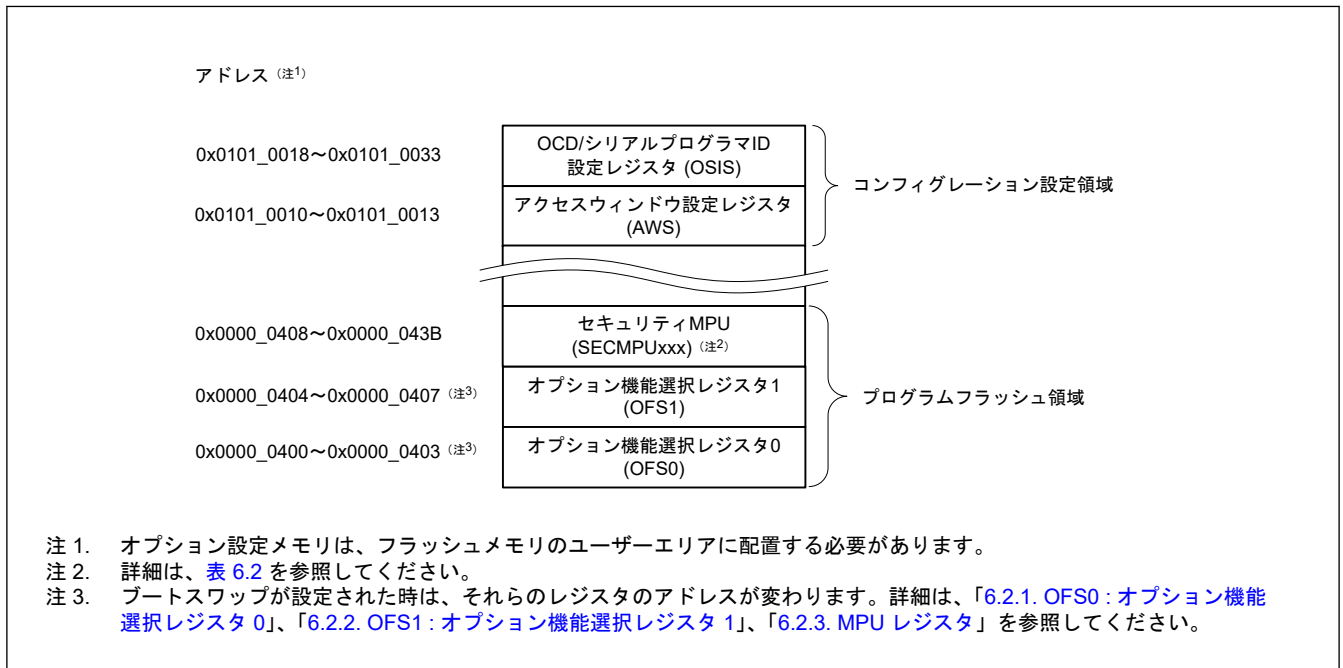 アドレス（注1）
0x0101_0018～0x0101_0033
OCD/シリアルプログラマID
設定レジスタ (OSIS)
0x0101_0010～0x0101_0013
アクセスウィンドウ設定レジスタ
(AWS)
コンフィグレーション設定領域
0x0000_0408～0x0000_043B
セキュリティMPU
(SECMPUxxx)（注2）
0x0000_0404～0x0000_0407（注3）
オプション機能選択レジスタ1
(OFS1)
プログラムフラッシュ領域
0x0000_0400～0x0000_0403（注3）
オプション機能選択レジスタ0
(OFS0)
注 1. オプション設定メモリは、フラッシュメモリのユーザーエリアに配置する必要があります。
注 2. 詳細は、表 6.2 を参照してください。
注 3. ブートスワップが設定された時は、それらのレジスタのアドレスが変わります。詳細は、「6.2.1. OFS0 : オプション機能
選択レジスタ 0」、「6.2.2. OFS1 : オプション機能選択レジスタ 1」、「6.2.3. MPU レジスタ」を参照してください。